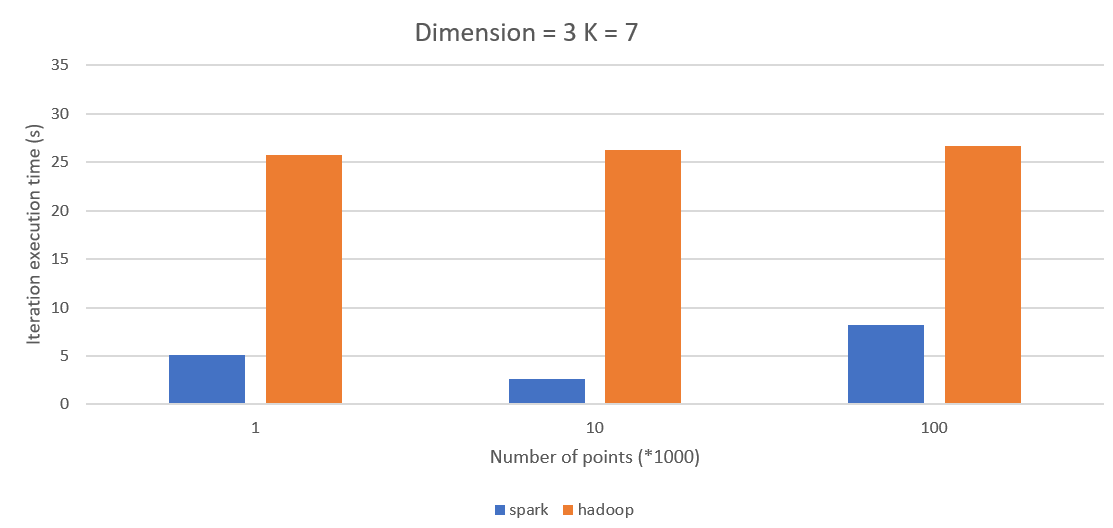 Dimension = 3 K = 7
Iteration execution time (s)
35
30
25
20
15
10
5
0
1 10 100
Number of points (*1000)
spark hadoop